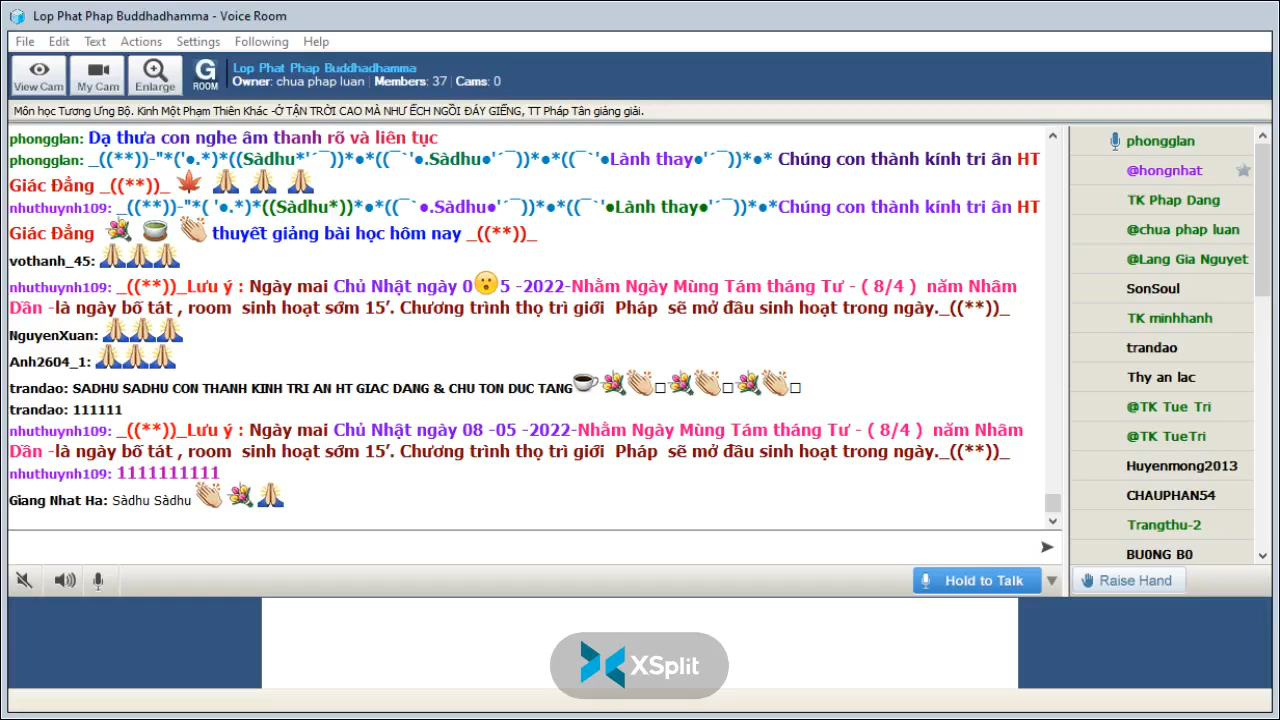 Lop Phat Phap Buddhadhamma - Voice Room
File Edit Text Actions Settings Following Help
View Cam My Cam Enlarge G ROOM
Lop Phat Phap Buddhadhamma
Owner: chua phap luan | Members: 37 | Cams: 0
Môn học Tương Ưng Bộ. Kinh Một Phạm Thiên Khác -Ở TẬN TRỜI CAO MÀ NHƯ ẾCH NGỒI ĐÁY GIẾNG, TT Pháp Tân giảng giải.
phongglan: Dạ thưa con nghe âm thanh rõ và liên tục
phongglan: _((**))-"*('●.*)*((Sàdhu*'´¯))*●*((¯`'●.Sàdhu●'´¯))*●*((¯`'●Lành thay●'´¯))*●* Chúng con thành kính tri ân HT
Giác Đẳng _((**))_ 🍁 🙏 🙏 🙏
nhuthuynh109: _((**))-"*( '●.*)*((Sàdhu*))*●*((¯`●.Sàdhu●'´¯))*●*((¯`'●Lành thay●'´¯))*●*Chúng con thành kính tri ân HT
Giác Đẳng 💐 🍵 👏 thuyết giảng bài học hôm nay _((**))_
vothanh_45: 🙏🙏🙏
nhuthuynh109: _((**))_Lưu ý : Ngày mai Chủ Nhật ngày 0😮5 -2022-Nhằm Ngày Mùng Tám tháng Tư - ( 8/4 ) năm Nhâm
Dần -là ngày bố tát , room sinh hoạt sớm 15’. Chương trình thọ trì giới Pháp sẽ mở đầu sinh hoạt trong ngày._((**))_
NguyenXuan: 🙏🙏🙏
Anh2604_1: 🙏🙏🙏
trandao: SADHU SADHU CON THANH KINH TRI AN HT GIAC DANG & CHU TON DUC TANG☕💐👏□💐👏□💐👏□
trandao: 111111
nhuthuynh109: _((**))_Lưu ý : Ngày mai Chủ Nhật ngày 08 -05 -2022-Nhằm Ngày Mùng Tám tháng Tư - ( 8/4 ) năm Nhâm
Dần -là ngày bố tát , room sinh hoạt sớm 15’. Chương trình thọ trì giới Pháp sẽ mở đầu sinh hoạt trong ngày._((**))_
nhuthuynh109: 11111111111
Giang Nhat Ha: Sàdhu Sàdhu 👏 💐 🙏
phongglan
@hongnhat
TK Phap Dang
@chua phap luan
@Lang Gia Nguyet
SonSoul
TK minhhanh
trandao
Thy an lac
@TK Tue Tri
@TK TueTri
Huyenmong2013
CHAUPHAN54
Trangthu-2
BU0NG B0
Hold to Talk
Raise Hand
XSplit